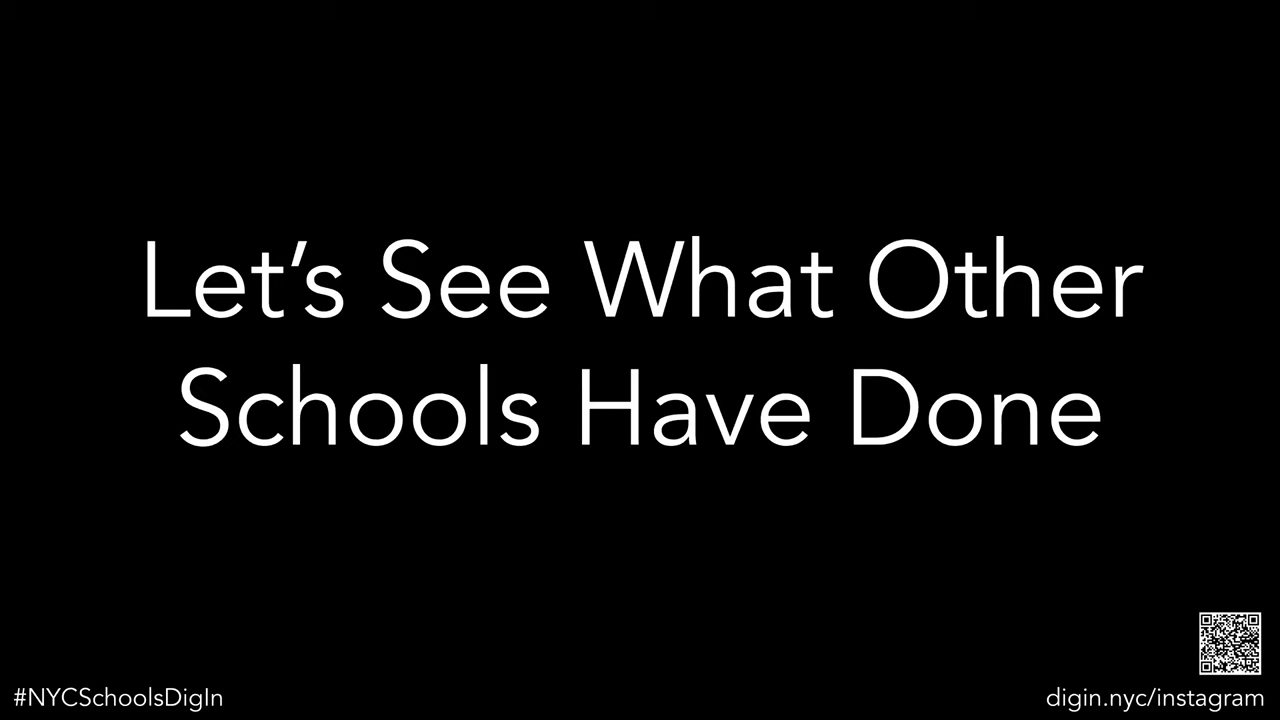 Let’s See What Other
Schools Have Done
#NYCSchoolsDigIn
digin.nyc/instagram